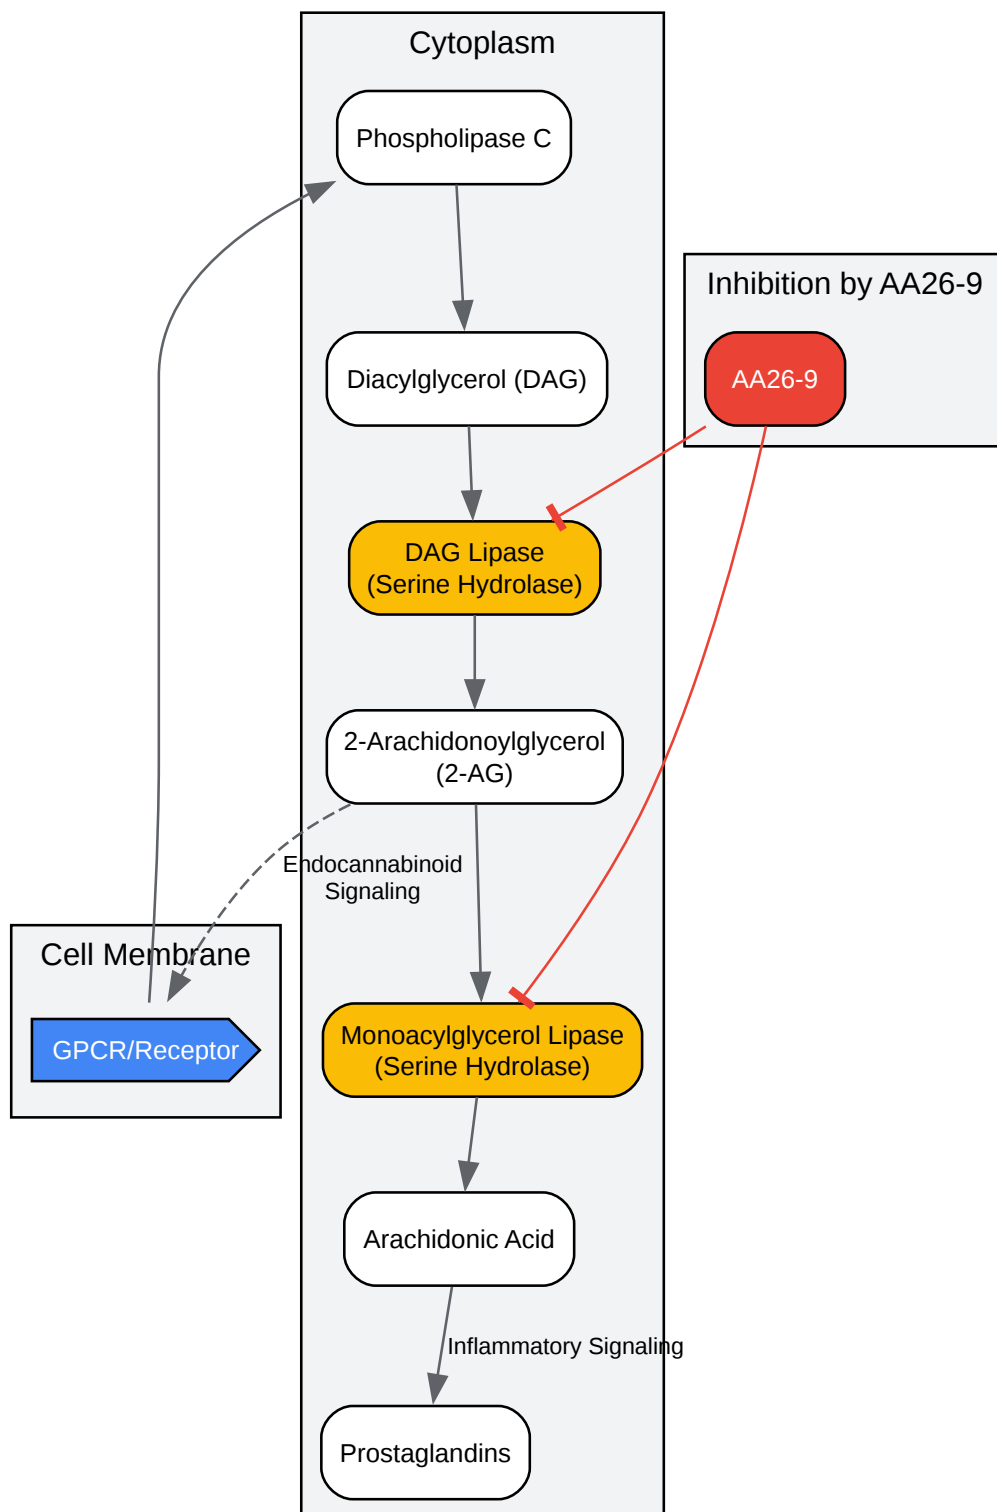 Cytoplasm
Phospholipase C
Inhibition by AA26-9
Diacylglycerol (DAG)
AA26-9
DAG Lipase
(Serine Hydrolase)
2-Arachidonoylglycerol
(2-AG)
Endocannabinoid
Signaling
Cell Membrane
GPCR/Receptor
Monoacylglycerol Lipase
(Serine Hydrolase)
Arachidonic Acid
Inflammatory Signaling
Prostaglandins